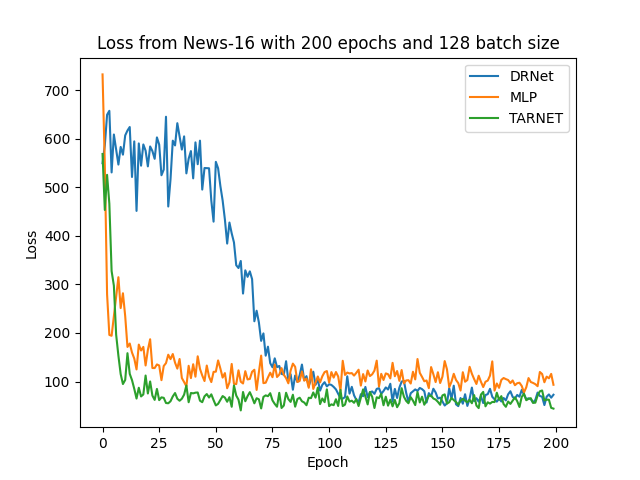 Loss from News-16 with 200 epochs and 128 batch size
DRNet
MLP
TARNET
700
600
500
400
300
200
100
Loss
0 25 50 75 100 125 150 175 200
Epoch